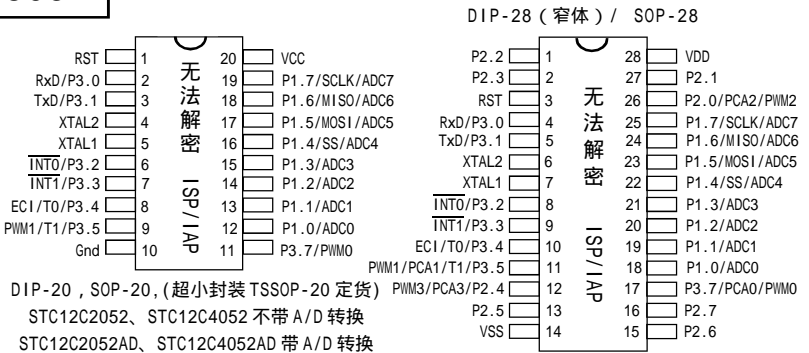 DIP-28(窄体)/ SOP-28
RST 1 20 VCC
RxD/P3.0 2 19 P1.7/SCLK/ADC7
TxD/P3.1 3 18 P1.6/MISO/ADC6
XTAL2 4 17 P1.5/MOSI/ADC5
XTAL1 5 16 P1.4/SS/ADC4
INT0/P3.2 6 15 P1.3/ADC3
INT1/P3.3 7 14 P1.2/ADC2
ECI/T0/P3.4 8 13 P1.1/ADC1
PWM1/T1/P3.5 9 12 P1.0/ADC0
Gnd 10 11 P3.7/PWM0
无法解密 ISP/IAP
DIP-20,SOP-20,(超小封装TSSOP-20定货)
STC12C2052、STC12C4052 不带 A/D 转换
STC12C2052AD、STC12C4052AD 带 A/D 转换
P2.2 1 28 VDD
P2.3 2 27 P2.1
RST 3 26 P2.0/PCA2/PWM2
RxD/P3.0 4 25 P1.7/SCLK/ADC7
TxD/P3.1 5 24 P1.6/MISO/ADC6
XTAL2 6 23 P1.5/MOSI/ADC5
XTAL1 7 22 P1.4/SS/ADC4
INT0/P3.2 8 21 P1.3/ADC3
INT1/P3.3 9 20 P1.2/ADC2
ECI/T0/P3.4 10 19 P1.1/ADC1
PWM1/PCA1/T1/P3.5 11 18 P1.0/ADC0
PWM3/PCA3/P2.4 12 17 P3.7/PCA0/PWM0
P2.5 13 16 P2.7
VSS 14 15 P2.6
无法解密 ISP/IAP